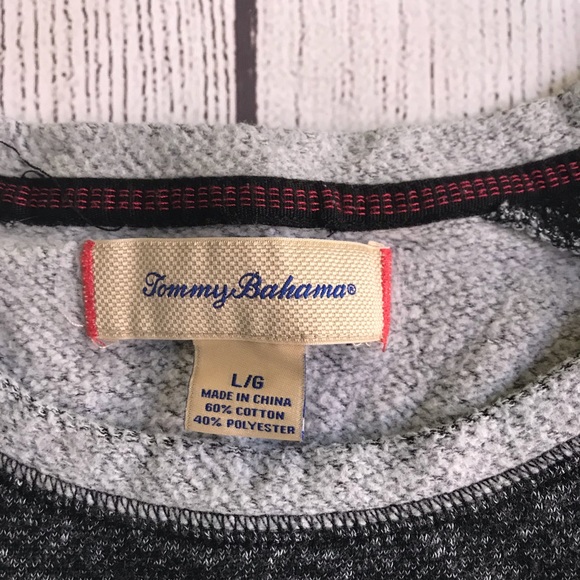 Tommy Bahama®
L/G
MADE IN CHINA
60% COTTON
40% POLYESTER